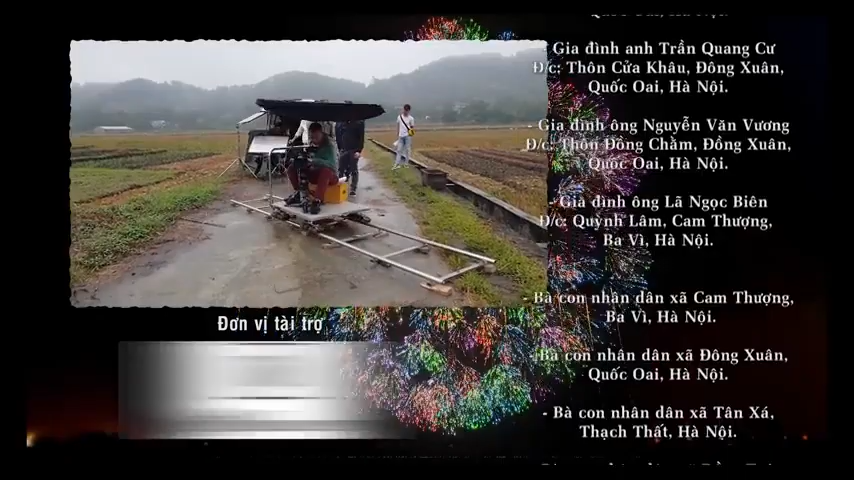 Quốc Oai, Hà Nội.
- Gia đình anh Trần Quang Cư
Đ/c: Thôn Cửa Khâu, Đông Xuân,
Quốc Oai, Hà Nội.
- Gia đình ông Nguyễn Văn Vương
Đ/c: Thôn Đồng Chằm, Đồng Xuân,
Quốc Oai, Hà Nội.
- Gia đình ông Lã Ngọc Biên
Đ/c: Quỳnh Lâm, Cam Thượng,
Ba Vì, Hà Nội.
- Bà con nhân dân xã Cam Thượng,
Ba Vì, Hà Nội.
- Bà con nhân dân xã Đông Xuân,
Quốc Oai, Hà Nội.
- Bà con nhân dân xã Tân Xá,
Thạch Thất, Hà Nội.
Đơn vị tài trợ